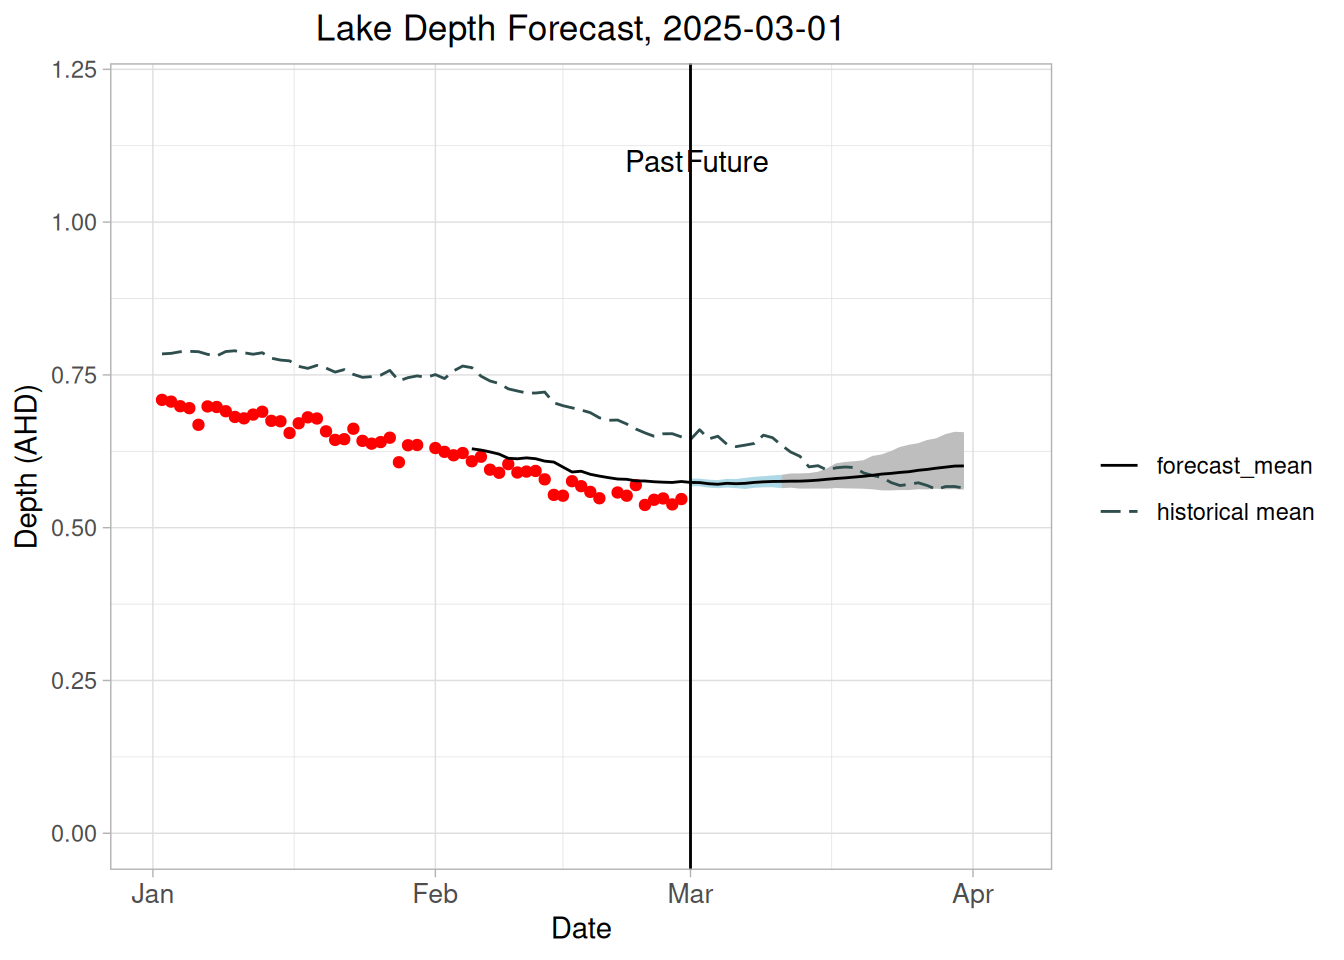 Lake Depth Forecast, 2025-03-01
1.25
1.00
0.75
0.50
0.25
0.00
Depth (AHD)
Past Future
Jan Feb Mar Apr
Date
forecast_mean
historical mean